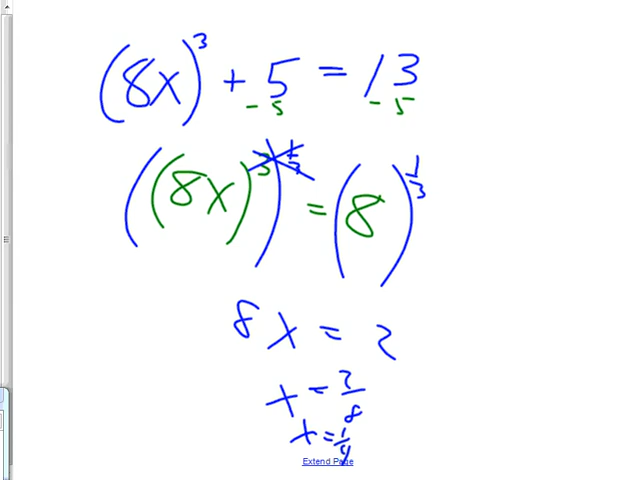 (8x)³ + 5 = 13
- 5 - 5
((8x)³)^1/3 = (8)^1/3
8x = 2
x = 2/8
x = 1/4
Extend Page